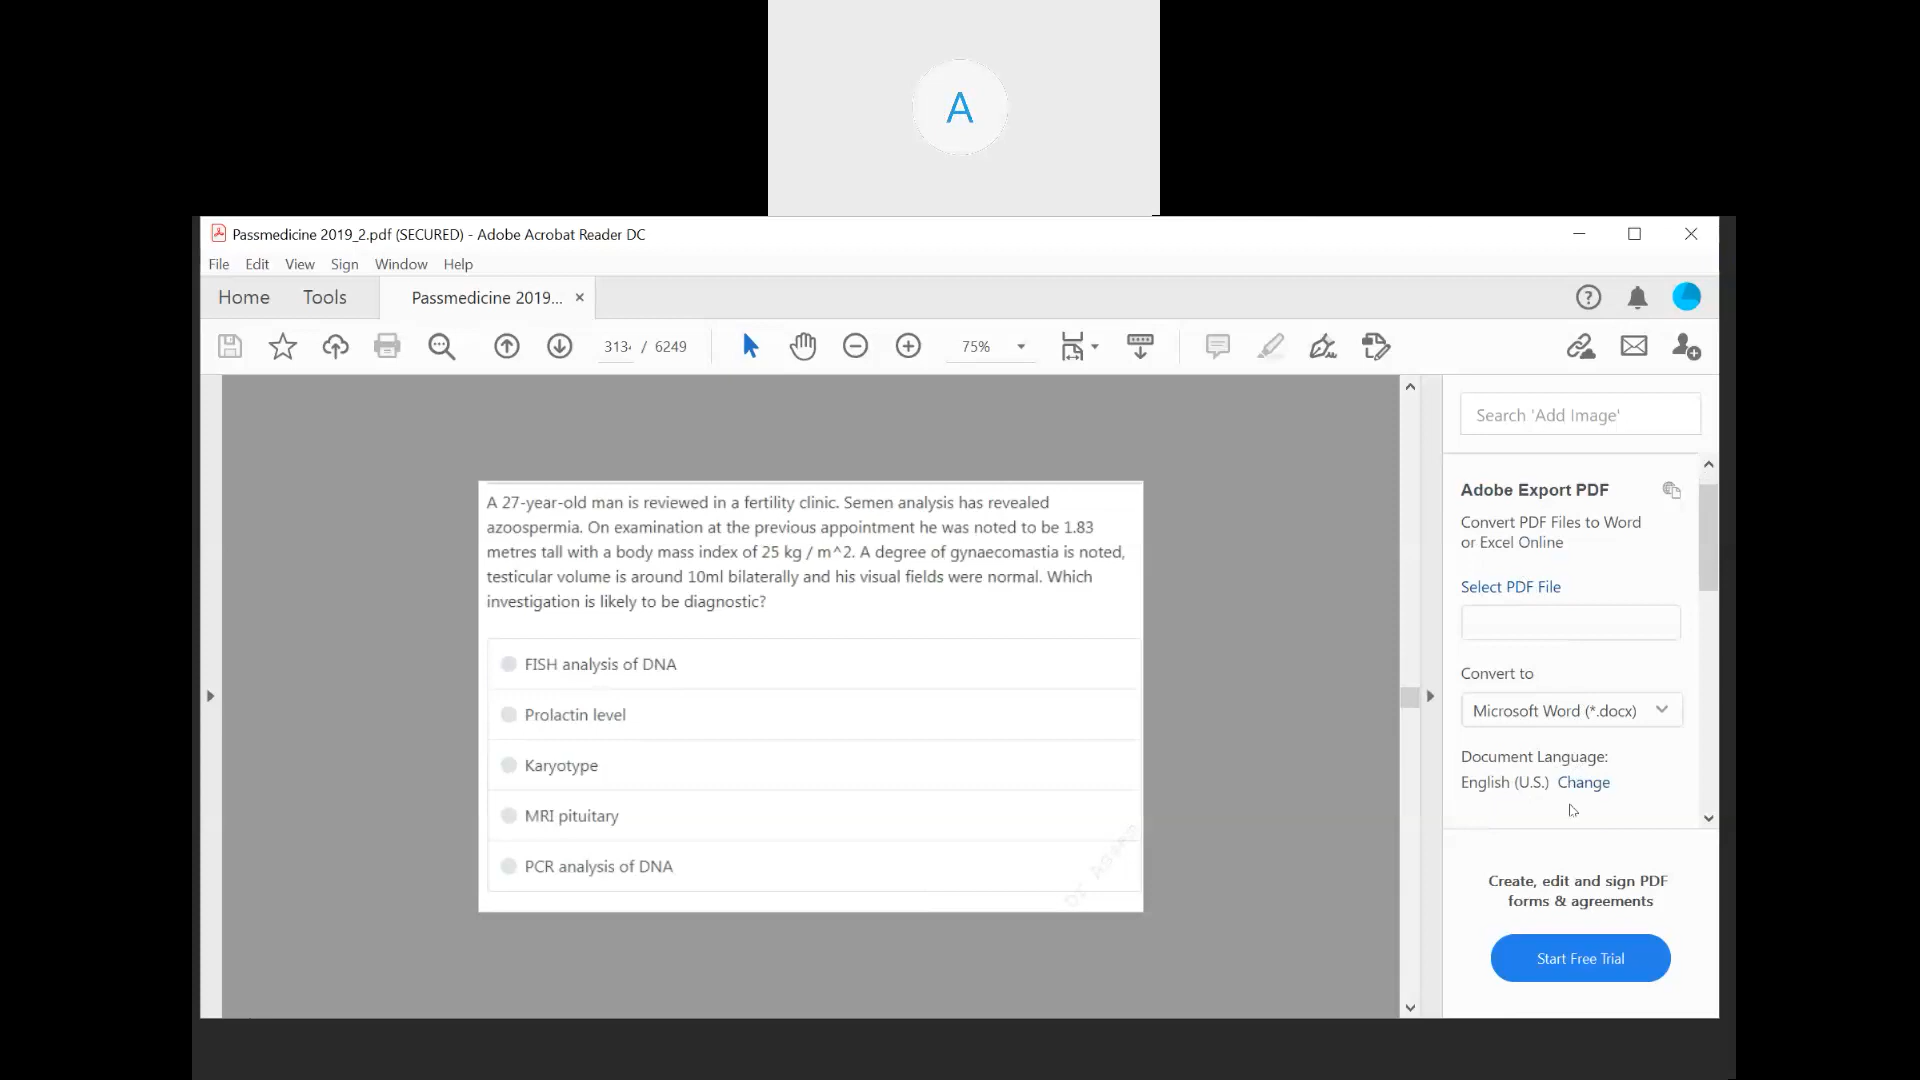 A
Passmedicine 2019_2.pdf (SECURED) - Adobe Acrobat Reader DC
File Edit View Sign Window Help
Home Tools Passmedicine 2019...
3134 / 6249 75%
A 27-year-old man is reviewed in a fertility clinic. Semen analysis has revealed
azoospermia. On examination at the previous appointment he was noted to be 1.83
metres tall with a body mass index of 25 kg / m^2. A degree of gynaecomastia is noted,
testicular volume is around 10ml bilaterally and his visual fields were normal. Which
investigation is likely to be diagnostic?
FISH analysis of DNA
Prolactin level
Karyotype
MRI pituitary
PCR analysis of DNA
Search 'Add Image'
Adobe Export PDF
Convert PDF Files to Word
or Excel Online
Select PDF File
Convert to
Microsoft Word (*.docx)
Document Language:
English (U.S.) Change
Create, edit and sign PDF
forms & agreements
Start Free Trial